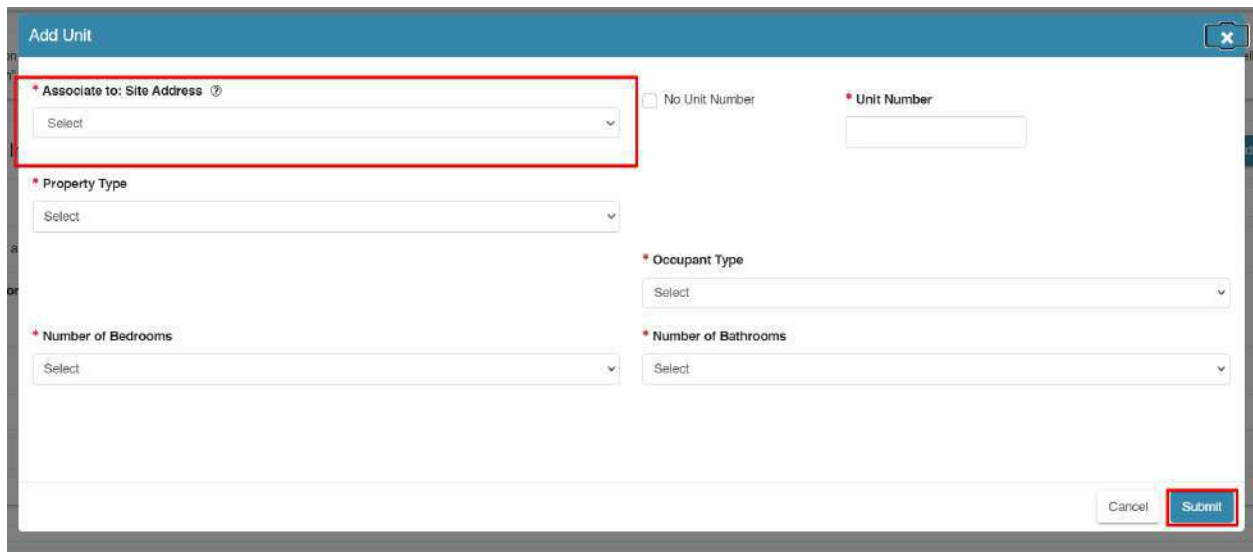 Add Unit
* Associate to: Site Address
No Unit Number
* Unit Number
Select
* Property Type
Select
* Occupant Type
Select
* Number of Bedrooms
* Number of Bathrooms
Select
Select
Cancel
Submit